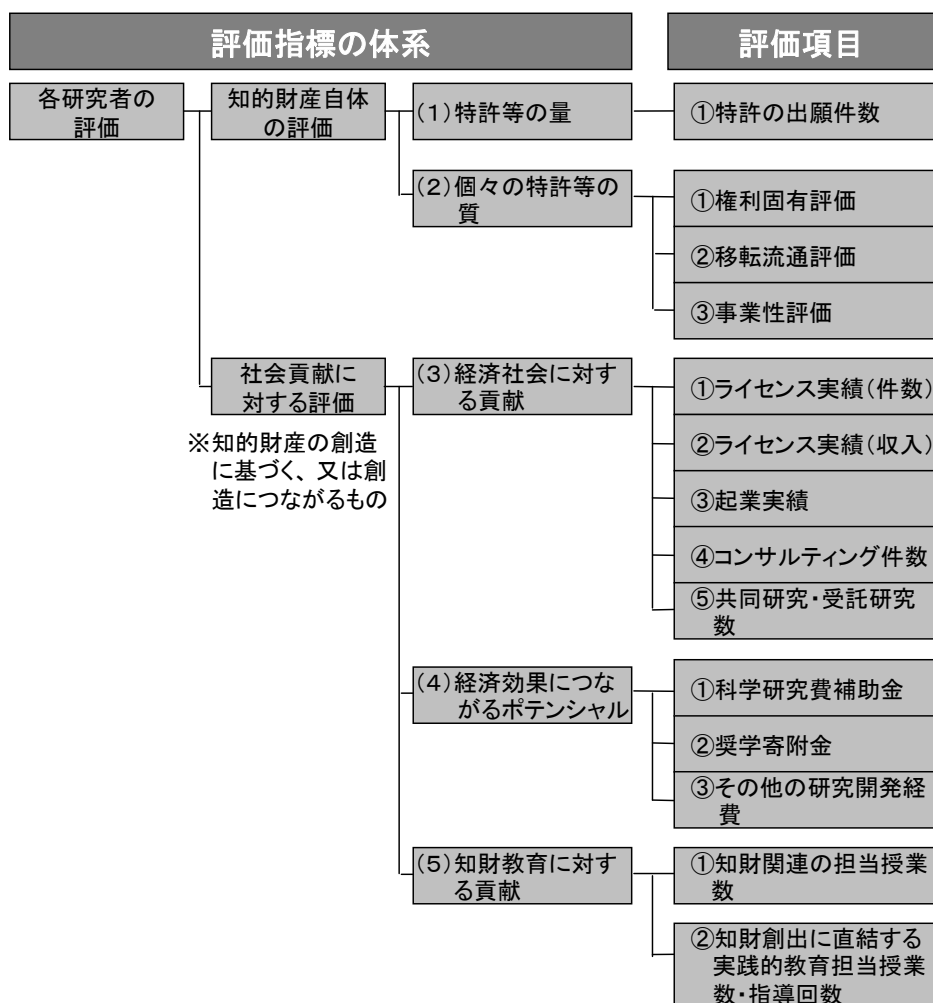 評価指標の体系
評価項目
各研究者の
評価
知的財産自体
の評価
(1)特許等の量
①特許の出願件数
(2)個々の特許等の
質
①権利固有評価
②移転流通評価
③事業性評価
社会貢献に
対する評価
※知的財産の創造
に基づく、又は創
造につながるもの
(3)経済社会に対す
る貢献
①ライセンス実績(件数)
②ライセンス実績(収入)
③起業実績
④コンサルティング件数
⑤共同研究・受託研究
数
(4)経済効果につな
がるポテンシャル
①科学研究費補助金
②奨学寄附金
③その他の研究開発経
費
(5)知財教育に対す
る貢献
①知財関連の担当授業
数
②知財創出に直結する
実践的教育担当授業
数・指導回数